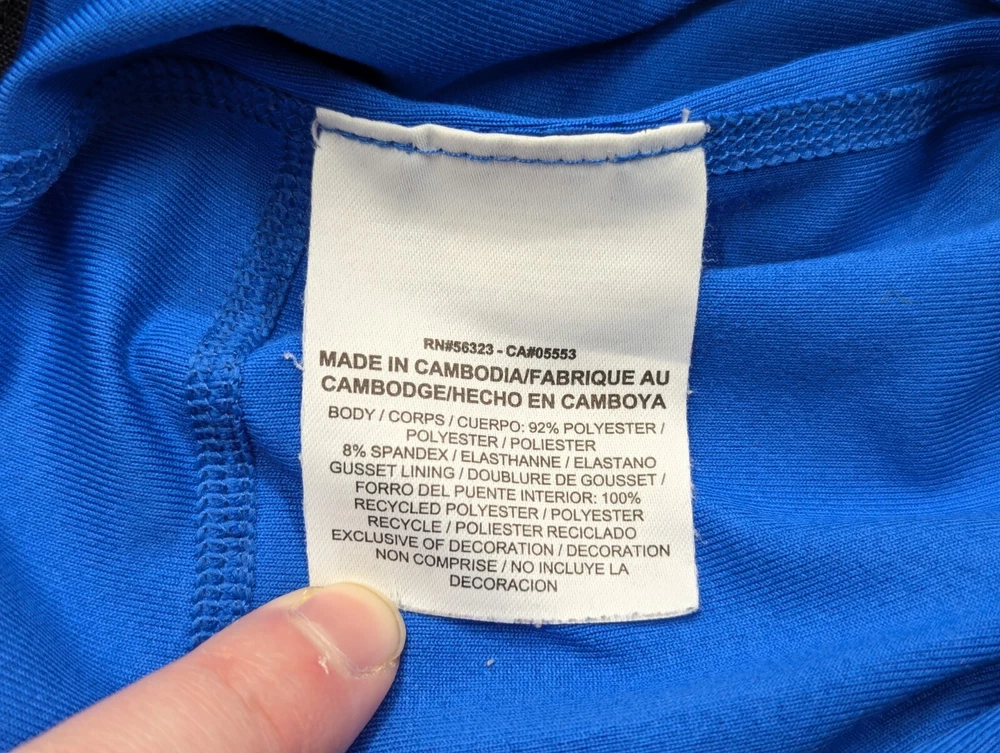 RN#56323 - CA#05553
MADE IN CAMBODIA/FABRIQUE AU
CAMBODGE/HECHO EN CAMBOYA
BODY / CORPS / CUERPO: 92% POLYESTER /
POLYESTER / POLIESTER
8% SPANDEX / ELASTHANNE / ELASTANO
GUSSET LINING / DOUBLURE DE GOUSSET /
FORRO DEL PUENTE INTERIOR: 100%
RECYCLED POLYESTER / POLYESTER
RECYCLE / POLIESTER RECICLADO
EXCLUSIVE OF DECORATION / DECORATION
NON COMPRISE / NO INCLUYE LA
DECORACION